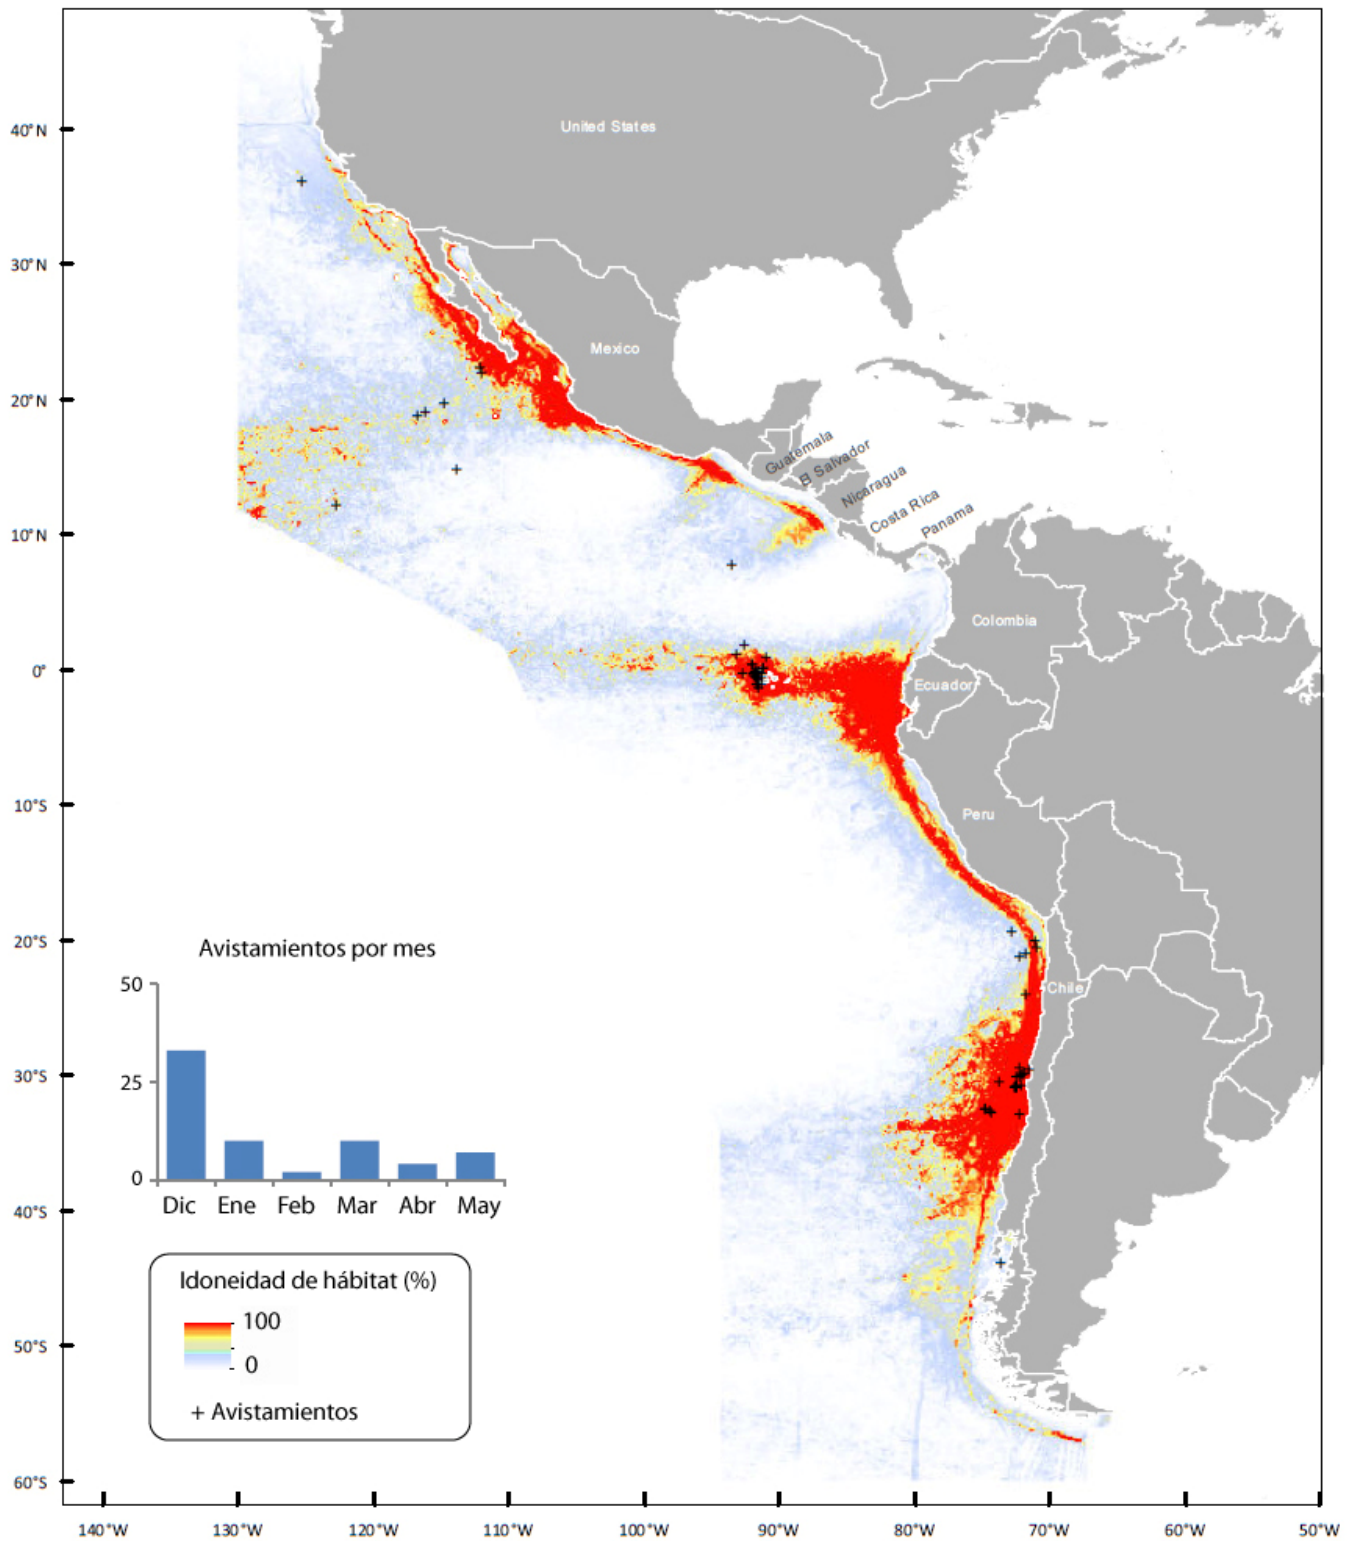 40°N
United States
30°N
Mexico
20°N
Guatemala
El Salvador
Nicaragua
Costa Rica
Panama
10°N
Colombia
0°
Ecuador
10°S
Peru
20°S
Chile
30°S
40°S
50°S
60°S
Avistamientos por mes
50
25
0
Dic Ene Feb Mar Abr May
Idoneidad de hábitat (%)
100
0
+ Avistamientos
140°W 130°W 120°W 110°W 100°W 90°W 80°W 70°W 60°W 50°W